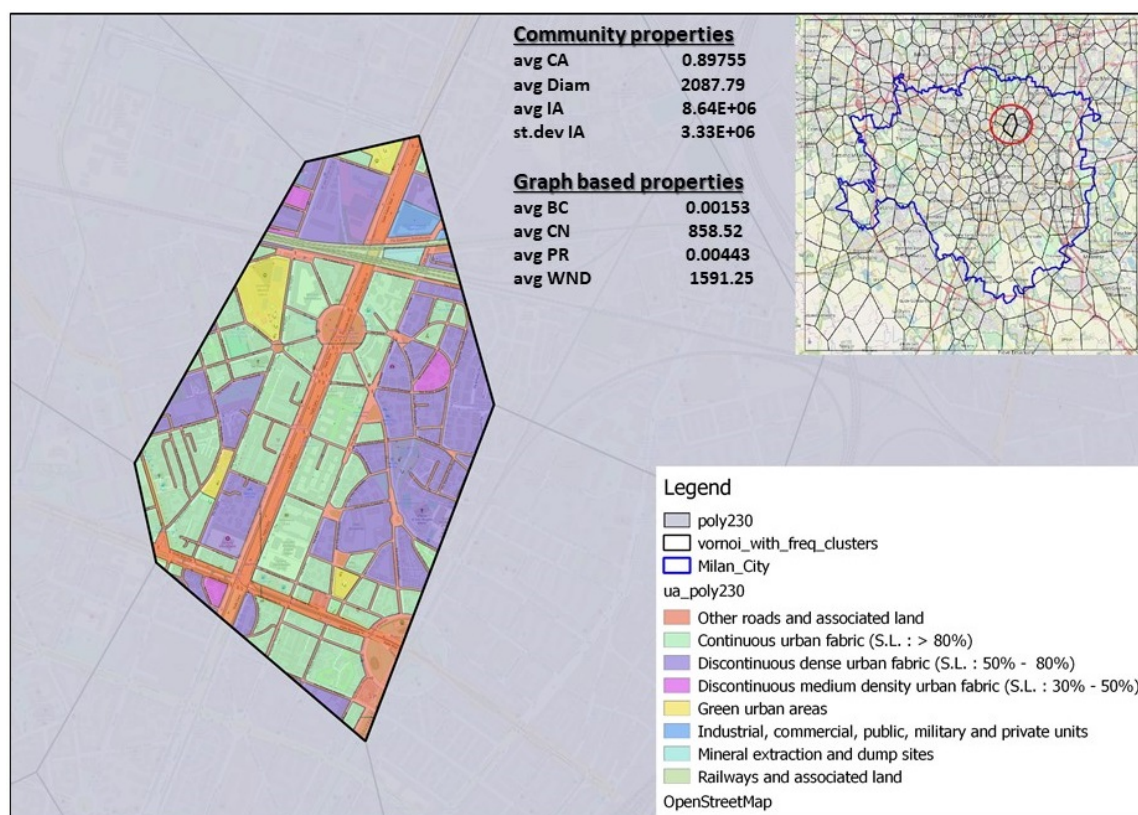 Community properties
avg CA 0.89755
avg Diam 2087.79
avg IA 8.64E+06
st.dev IA 3.33E+06
Graph based properties
avg BC 0.00153
avg CN 858.52
avg PR 0.00443
avg WND 1591.25
Legend
poly230
vornoi_with_freq_clusters
Milan_City
ua_poly230
Other roads and associated land
Continuous urban fabric (S.L. : > 80%)
Discontinuous dense urban fabric (S.L. : 50% - 80%)
Discontinuous medium density urban fabric (S.L. : 30% - 50%)
Green urban areas
Industrial, commercial, public, military and private units
Mineral extraction and dump sites
Railways and associated land
OpenStreetMap